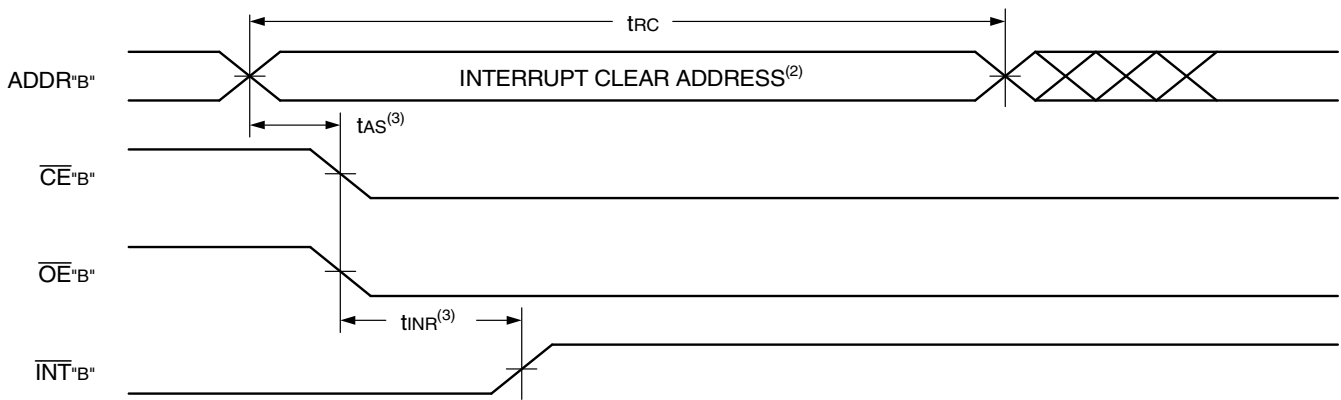 tRC
ADDR"B"
INTERRUPT CLEAR ADDRESS(2)
tAS(3)
CE"B"
OE"B"
tINR(3)
INT"B"